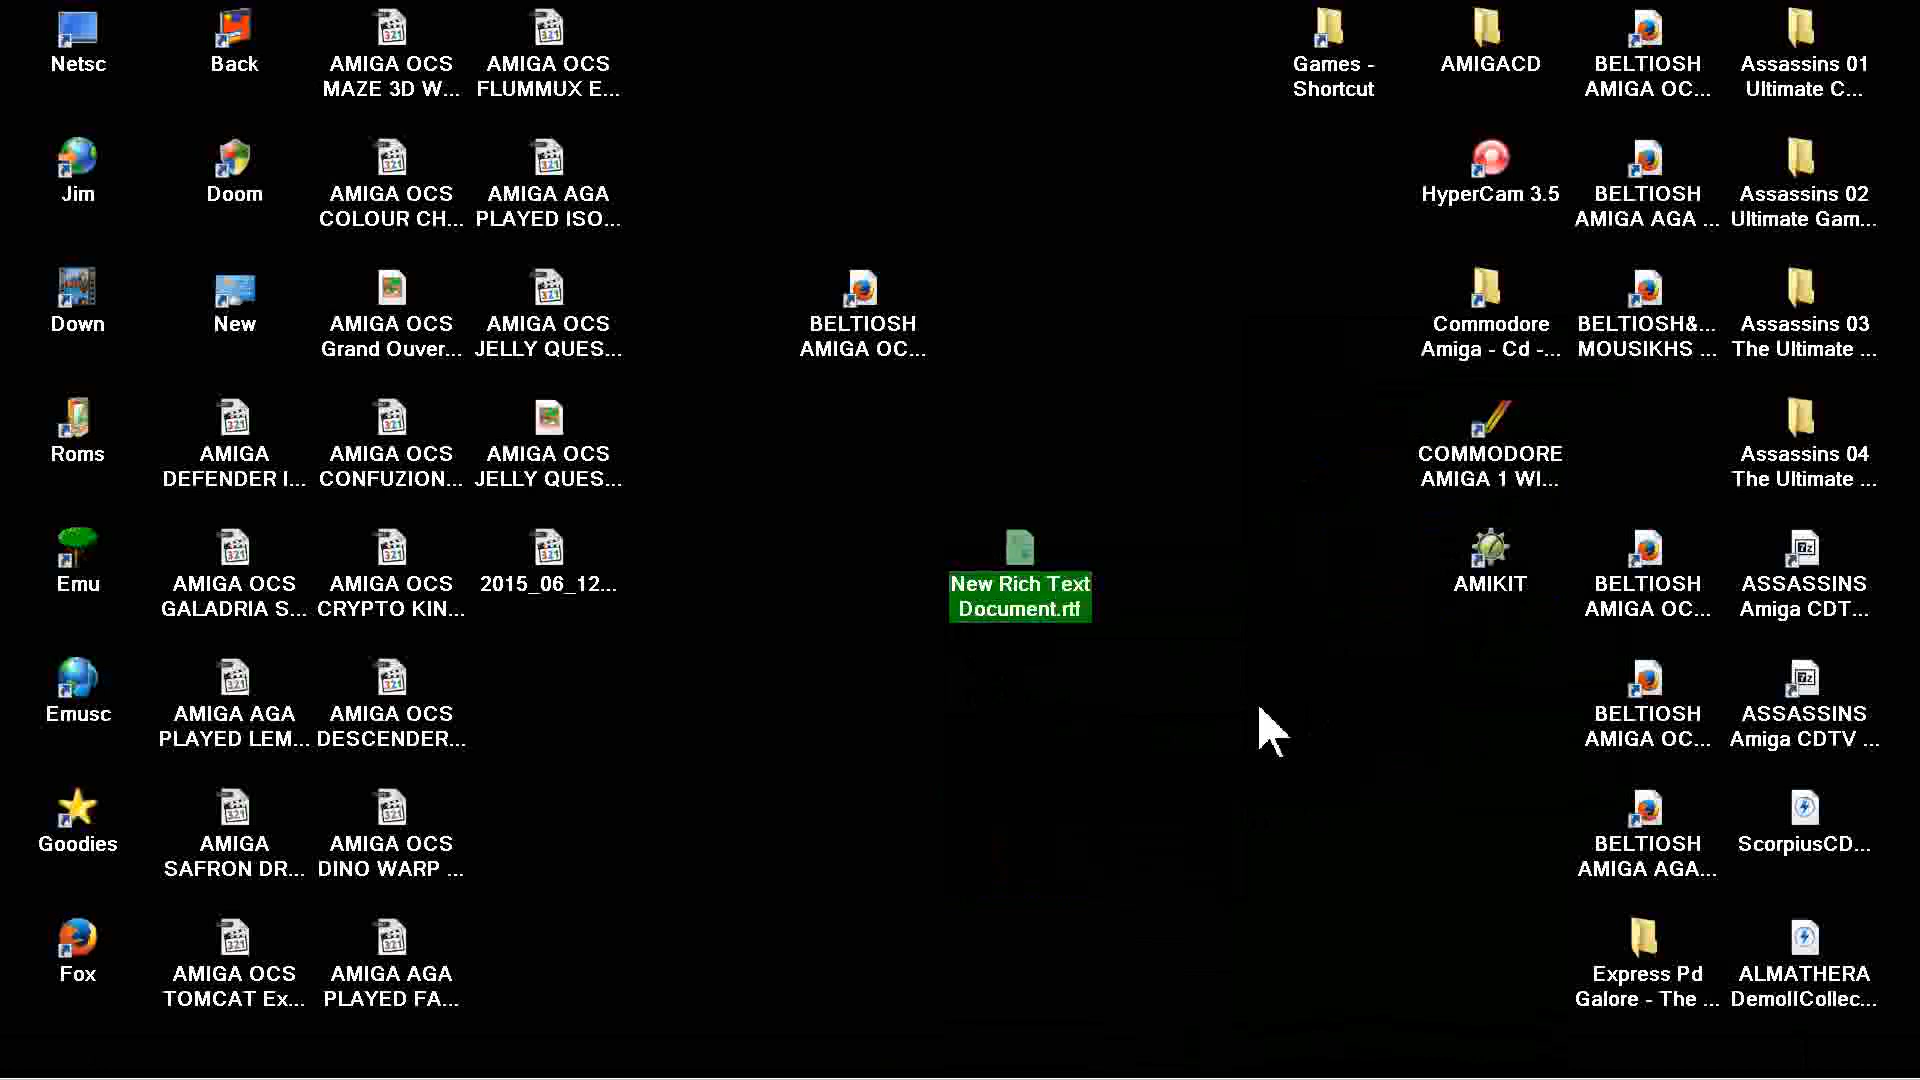 Netsc
Back
AMIGA OCS
MAZE 3D W...
AMIGA OCS
FLUMMUX E...
Games -
Shortcut
AMIGACD
BELTIOSH
AMIGA OC...
Assassins 01
Ultimate C...
Jim
Doom
AMIGA OCS
COLOUR CH...
AMIGA AGA
PLAYED ISO...
HyperCam 3.5
BELTIOSH
AMIGA AGA ...
Assassins 02
Ultimate Gam...
Down
New
AMIGA OCS
Grand Ouver...
AMIGA OCS
JELLY QUES...
BELTIOSH
AMIGA OC...
Commodore
Amiga - Cd -...
BELTIOSH&...
MOUSIKHS ...
Assassins 03
The Ultimate ...
Roms
AMIGA
DEFENDER I...
AMIGA OCS
CONFUZION...
AMIGA OCS
JELLY QUES...
COMMODORE
AMIGA 1 WI...
Assassins 04
The Ultimate ...
Emu
AMIGA OCS
GALADRIA S...
AMIGA OCS
CRYPTO KIN...
2015_06_12...
New Rich Text
Document.rtf
AMIKIT
BELTIOSH
AMIGA OC...
ASSASSINS
Amiga CDT...
Emusc
AMIGA AGA
PLAYED LEM...
AMIGA OCS
DESCENDER...
BELTIOSH
AMIGA OC...
ASSASSINS
Amiga CDTV ...
Goodies
AMIGA
SAFRON DR...
AMIGA OCS
DINO WARP ...
BELTIOSH
AMIGA AGA...
ScorpiusCD...
Fox
AMIGA OCS
TOMCAT Ex...
AMIGA AGA
PLAYED FA...
Express Pd
Galore - The ...
ALMATHERA
DemoIICollec...